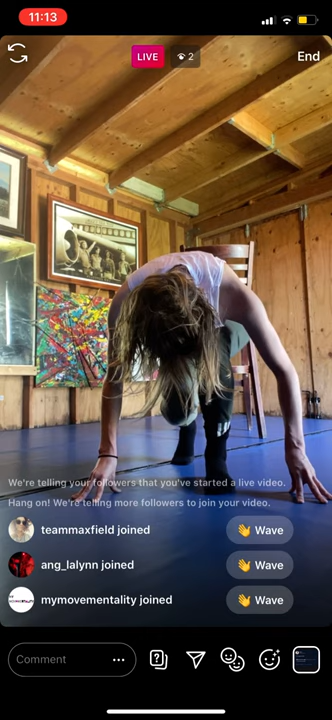 11:13
LIVE
2
End
We're telling your followers that you've started a live video.
Hang on! We're telling more followers to join your video.
teammaxfield joined
👋 Wave
ang_lalynn joined
👋 Wave
mymovementality joined
👋 Wave
Comment